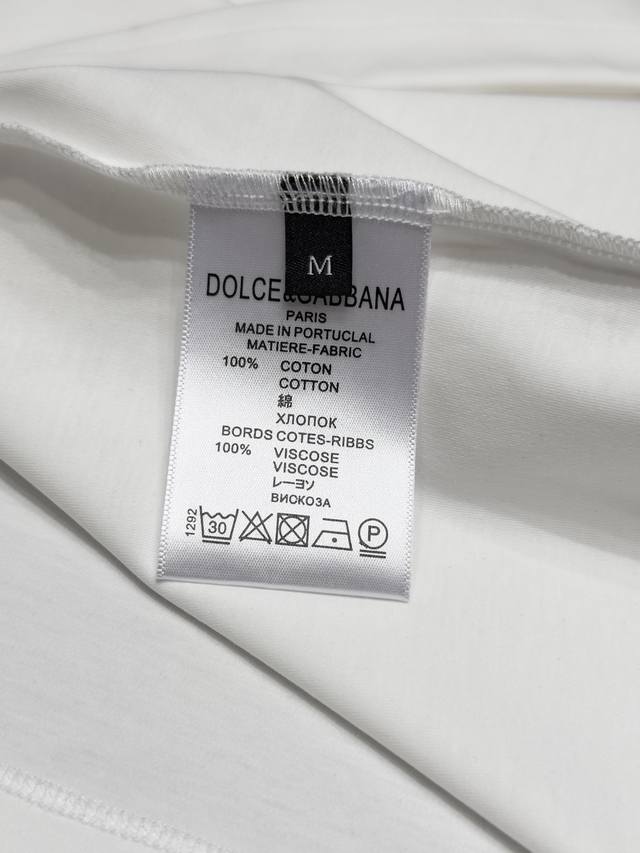 M
DOLCE&GABBANA
PARIS
MADE IN PORTUCLAL
MATIERE-FABRIC
100% COTON
COTTON
綿
ХЛОПОК
BORDS COTES-RIBBS
100% VISCOSE
VISCOSE
レーヨソ
ВИСКОЗА
1292
30
P